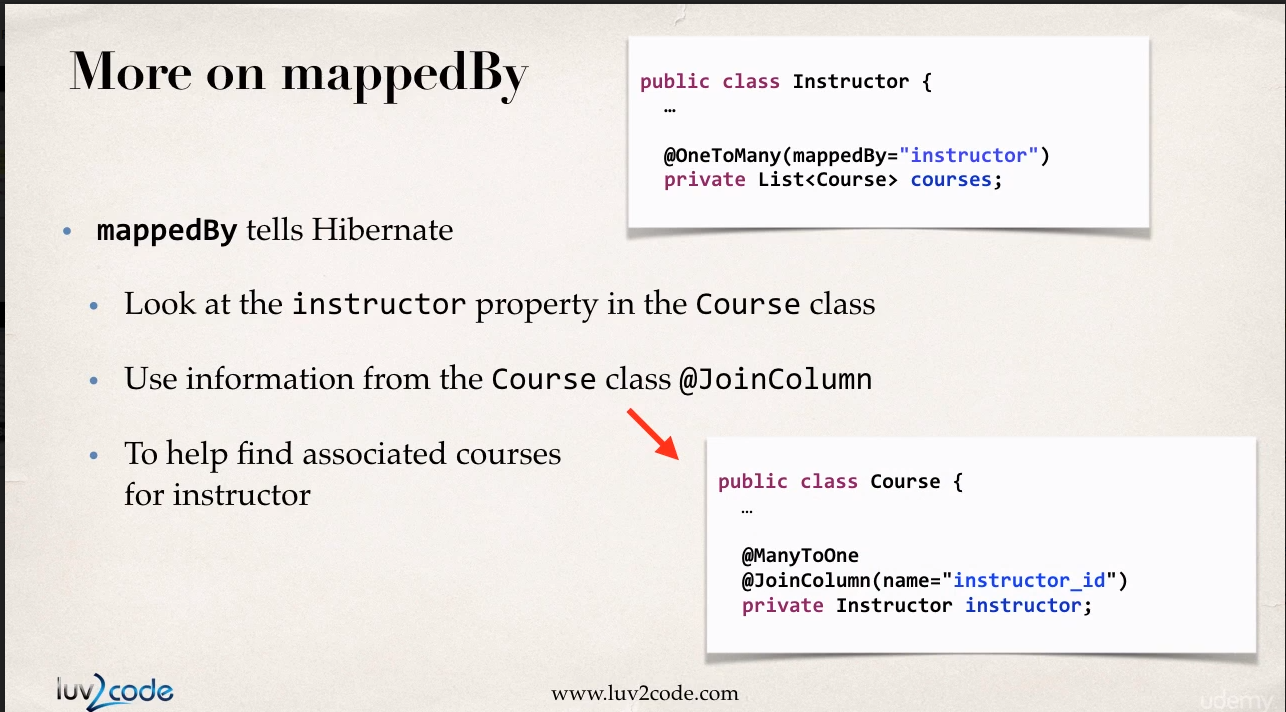 More on mappedBy
public class Instructor {
…
@OneToMany(mappedBy="instructor")
private List<Course> courses;
• mappedBy tells Hibernate
• Look at the instructor property in the Course class
• Use information from the Course class @JoinColumn
• To help find associated courses
for instructor
public class Course {
…
@ManyToOne
@JoinColumn(name="instructor_id")
private Instructor instructor;
luv2code
www.luv2code.com
udemy